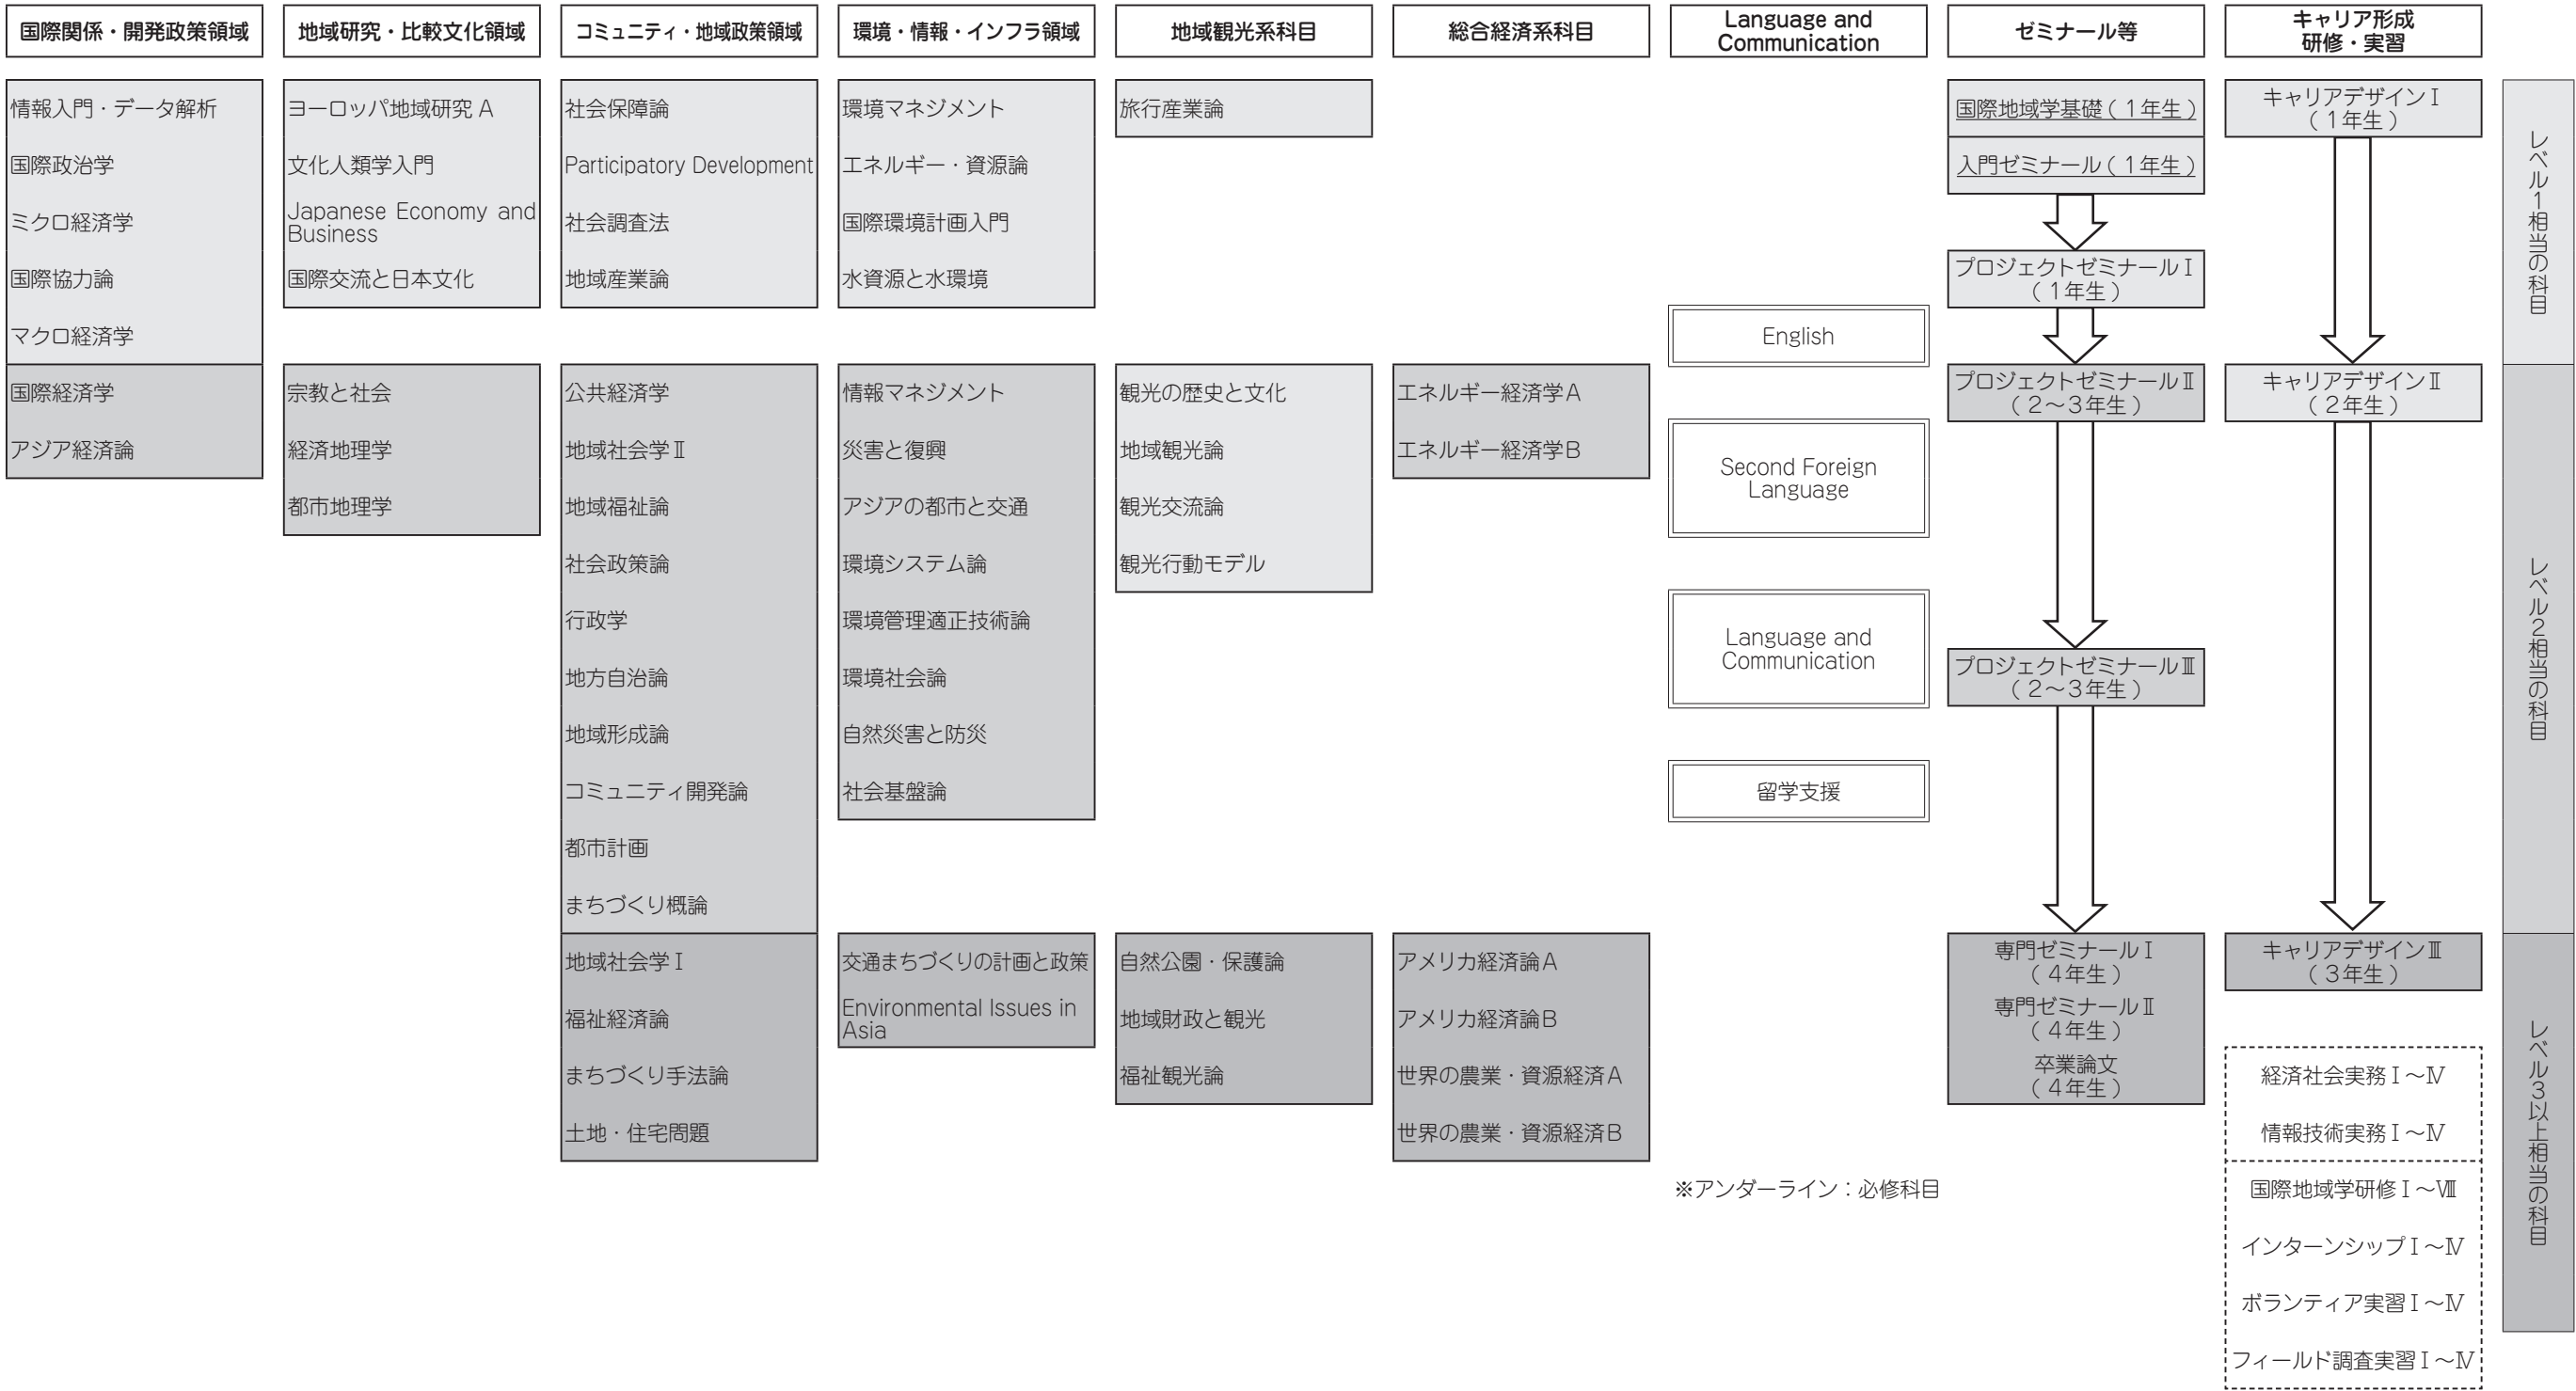 国際関係・開発政策領域
地域研究・比較文化領域
コミュニティ・地域政策領域
環境・情報・インフラ領域
地域観光系科目
総合経済系科目
Language and
Communication
ゼミナール等
キャリア形成
研修・実習
情報入門・データ解析
国際政治学
ミクロ経済学
国際協力論
マクロ経済学
国際経済学
アジア経済論
ヨーロッパ地域研究 A
文化人類学入門
Japanese Economy and
Business
国際交流と日本文化
宗教と社会
経済地理学
都市地理学
社会保障論
Participatory Development
社会調査法
地域産業論
公共経済学
地域社会学Ⅱ
地域福祉論
社会政策論
行政学
地方自治論
地域形成論
コミュニティ開発論
都市計画
まちづくり概論
地域社会学Ⅰ
福祉経済論
まちづくり手法論
土地・住宅問題
環境マネジメント
エネルギー・資源論
国際環境計画入門
水資源と水環境
情報マネジメント
災害と復興
アジアの都市と交通
環境システム論
環境管理適正技術論
環境社会論
自然災害と防災
社会基盤論
交通まちづくりの計画と政策
Environmental Issues in
Asia
旅行産業論
観光の歴史と文化
地域観光論
観光交流論
観光行動モデル
自然公園・保護論
地域財政と観光
福祉観光論
エネルギー経済学A
エネルギー経済学B
アメリカ経済論A
アメリカ経済論B
世界の農業・資源経済A
世界の農業・資源経済B
English
Second Foreign
Language
Language and
Communication
留学支援
※アンダーライン：必修科目
国際地域学基礎（1年生）
入門ゼミナール（1年生）
プロジェクトゼミナールⅠ
（1年生）
プロジェクトゼミナールⅡ
（2～3年生）
プロジェクトゼミナールⅢ
（2～3年生）
専門ゼミナールⅠ
（4年生）
専門ゼミナールⅡ
（4年生）
卒業論文
（4年生）
キャリアデザインⅠ
（1年生）
キャリアデザインⅡ
（2年生）
キャリアデザインⅢ
（3年生）
経済社会実務Ⅰ～Ⅳ
情報技術実務Ⅰ～Ⅳ
国際地域学研修Ⅰ～Ⅷ
インターンシップⅠ～Ⅳ
ボランティア実習Ⅰ～Ⅳ
フィールド調査実習Ⅰ～Ⅳ
レベル1相当の科目
レベル2相当の科目
レベル3以上相当の科目